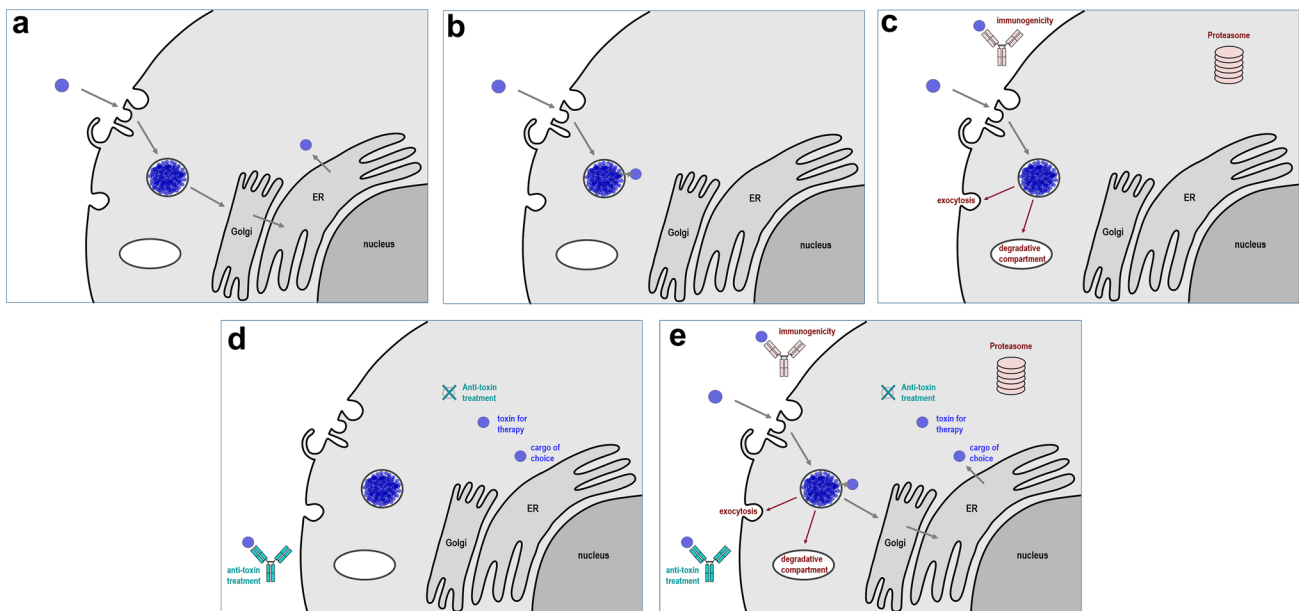 a
Golgi
ER
nucleus
b
Golgi
ER
nucleus
c
immunogenicity
Proteasome
exocytosis
degradative
compartment
Golgi
ER
nucleus
d
Anti-toxin
treatment
toxin for
therapy
cargo of
choice
anti-toxin
treatment
Golgi
ER
nucleus
e
immunogenicity
Proteasome
Anti-toxin
treatment
toxin for
therapy
cargo of
choice
exocytosis
degradative
compartment
anti-toxin
treatment
Golgi
ER
nucleus